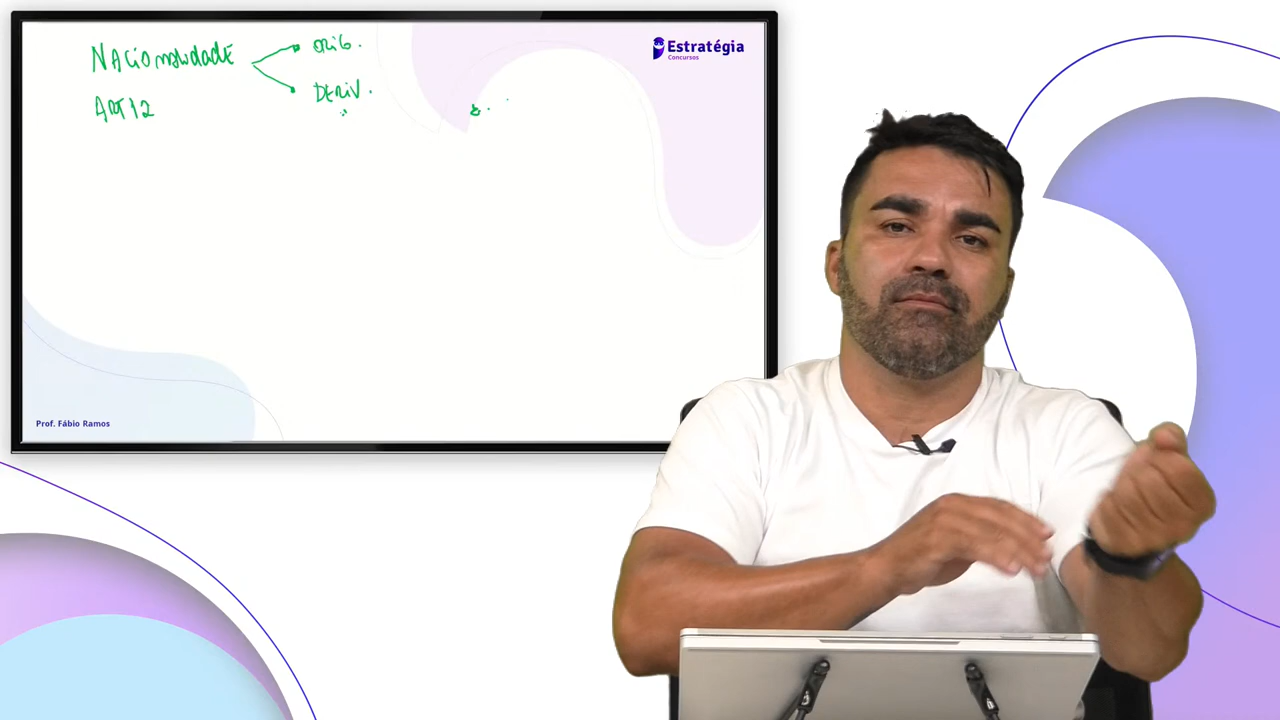 NACIONALIDADE
ORIG.
DERIV.
ART 12
Estratégia
Concursos
Prof. Fábio Ramos